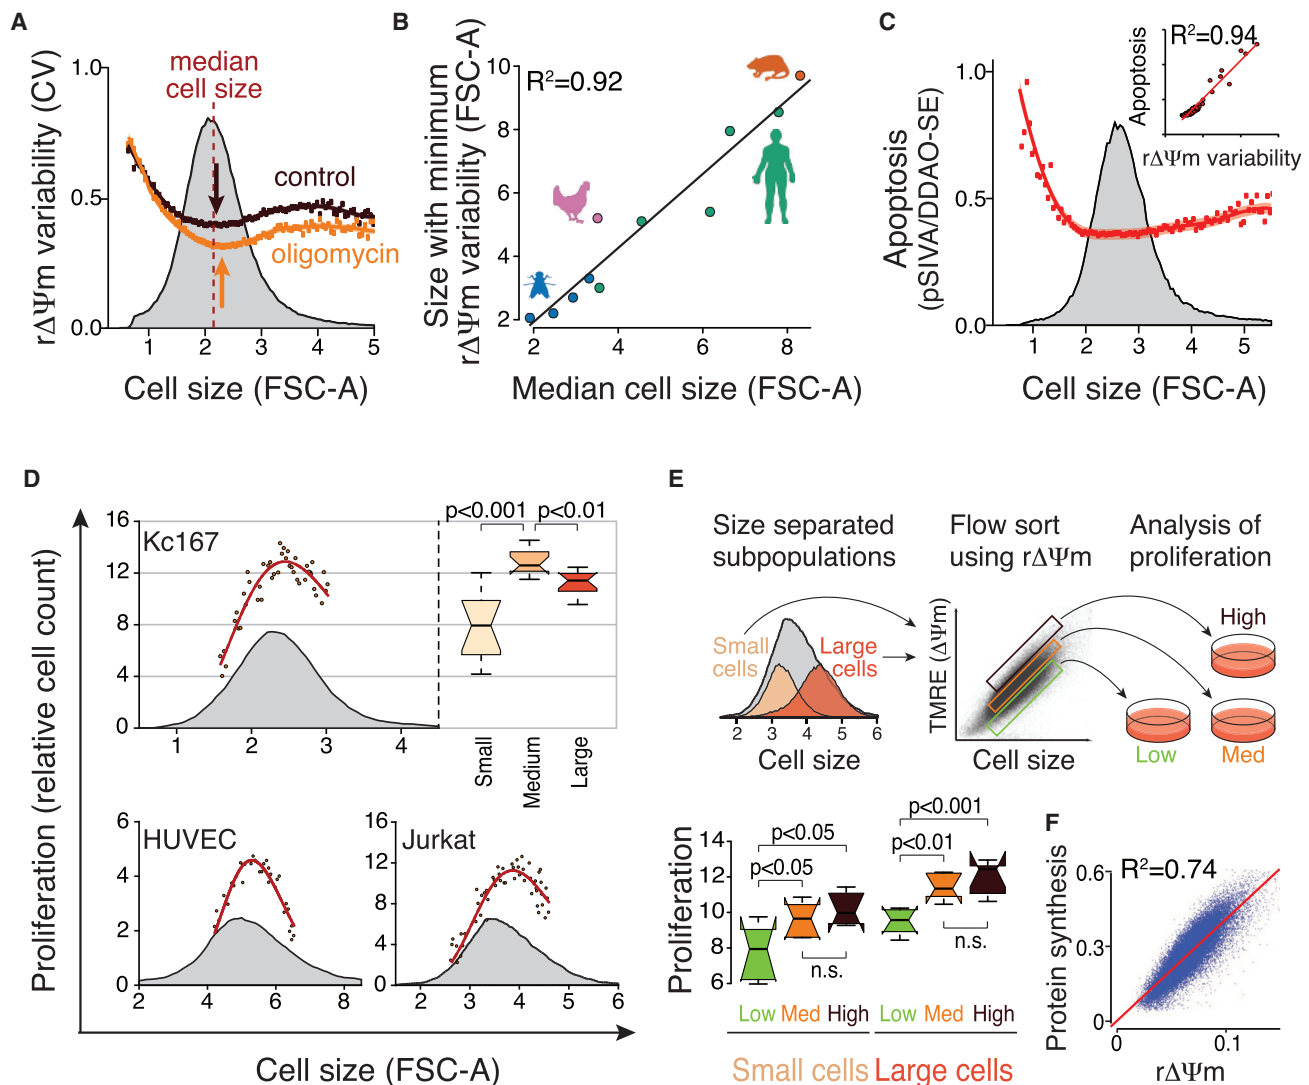 A
rΔΨm variability (CV)
1.0
0.5
0.0
median
cell size
control
oligomycin
1 2 3 4 5
Cell size (FSC-A)
B
Size with minimum
rΔΨm variability (FSC-A)
10
8
6
4
2
R²=0.92
2 4 6 8
Median cell size (FSC-A)
C
Apoptosis
(pSIVA/DDAO-SE)
1.0
0.5
0.0
R²=0.94
Apoptosis
rΔΨm variability
1 2 3 4 5
Cell size (FSC-A)
D
Proliferation (relative cell count)
16
12
8
4
0
Kc167
1 2 3 4
p<0.001 p<0.01
Small
Medium
Large
6
4
2
0
HUVEC
2 4 6 8
16
12
8
4
0
Jurkat
2 3 4 5 6
Cell size (FSC-A)
E
Size separated
subpopulations
Flow sort
using rΔΨm
Analysis of
proliferation
Small
cells
Large
cells
2 3 4 5 6
Cell size
TMRE (ΔΨm)
Cell size
High
Low
Med
Proliferation
14
12
10
8
6
p<0.05
p<0.05
n.s.
p<0.001
p<0.01
n.s.
Low Med High Low Med High
Small cells Large cells
F
Protein synthesis
0.6
0.3
0
R²=0.74
0 0.1
rΔΨm